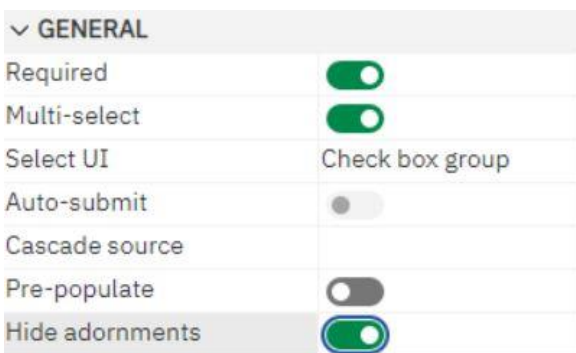 GENERAL
Required
Multi-select
Select UI Check box group
Auto-submit
Cascade source
Pre-populate
Hide adornments